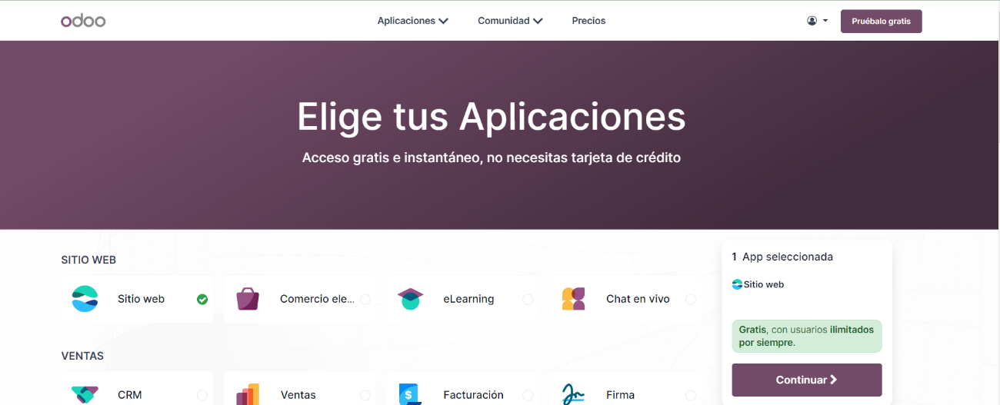 odoo
Aplicaciones
Comunidad
Precios
Pruébalo gratis
Elige tus Aplicaciones
Acceso gratis e instantáneo, no necesitas tarjeta de crédito
SITIO WEB
Sitio web
Comercio ele...
eLearning
Chat en vivo
VENTAS
CRM
Ventas
$
Facturación
Firma
1 App seleccionada
Sitio web
Gratis, con usuarios ilimitados
por siempre.
Continuar